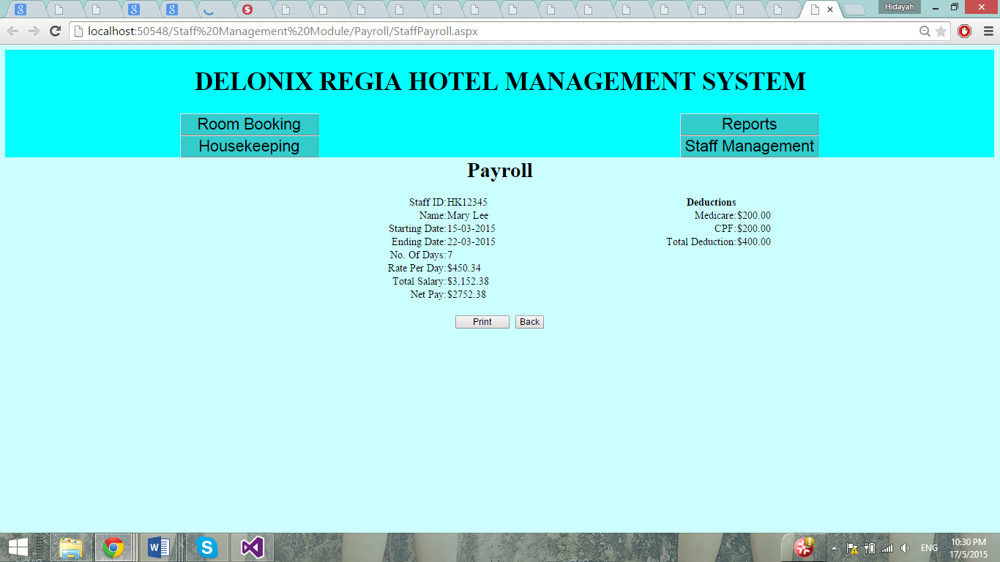 Hidayah
localhost:50548/Staff%20Management%20Module/Payroll/StaffPayroll.aspx
DELONIX REGIA HOTEL MANAGEMENT SYSTEM
Room Booking
Housekeeping
Reports
Staff Management
Payroll
Staff ID:HK12345
Name:Mary Lee
Starting Date:15-03-2015
Ending Date:22-03-2015
No. Of Days:7
Rate Per Day:$450.34
Total Salary:$3,152.38
Net Pay:$2752.38
Deductions
Medicare:$200.00
CPF:$200.00
Total Deduction:$400.00
Print Back
ENG
10:30 PM
17/5/2015